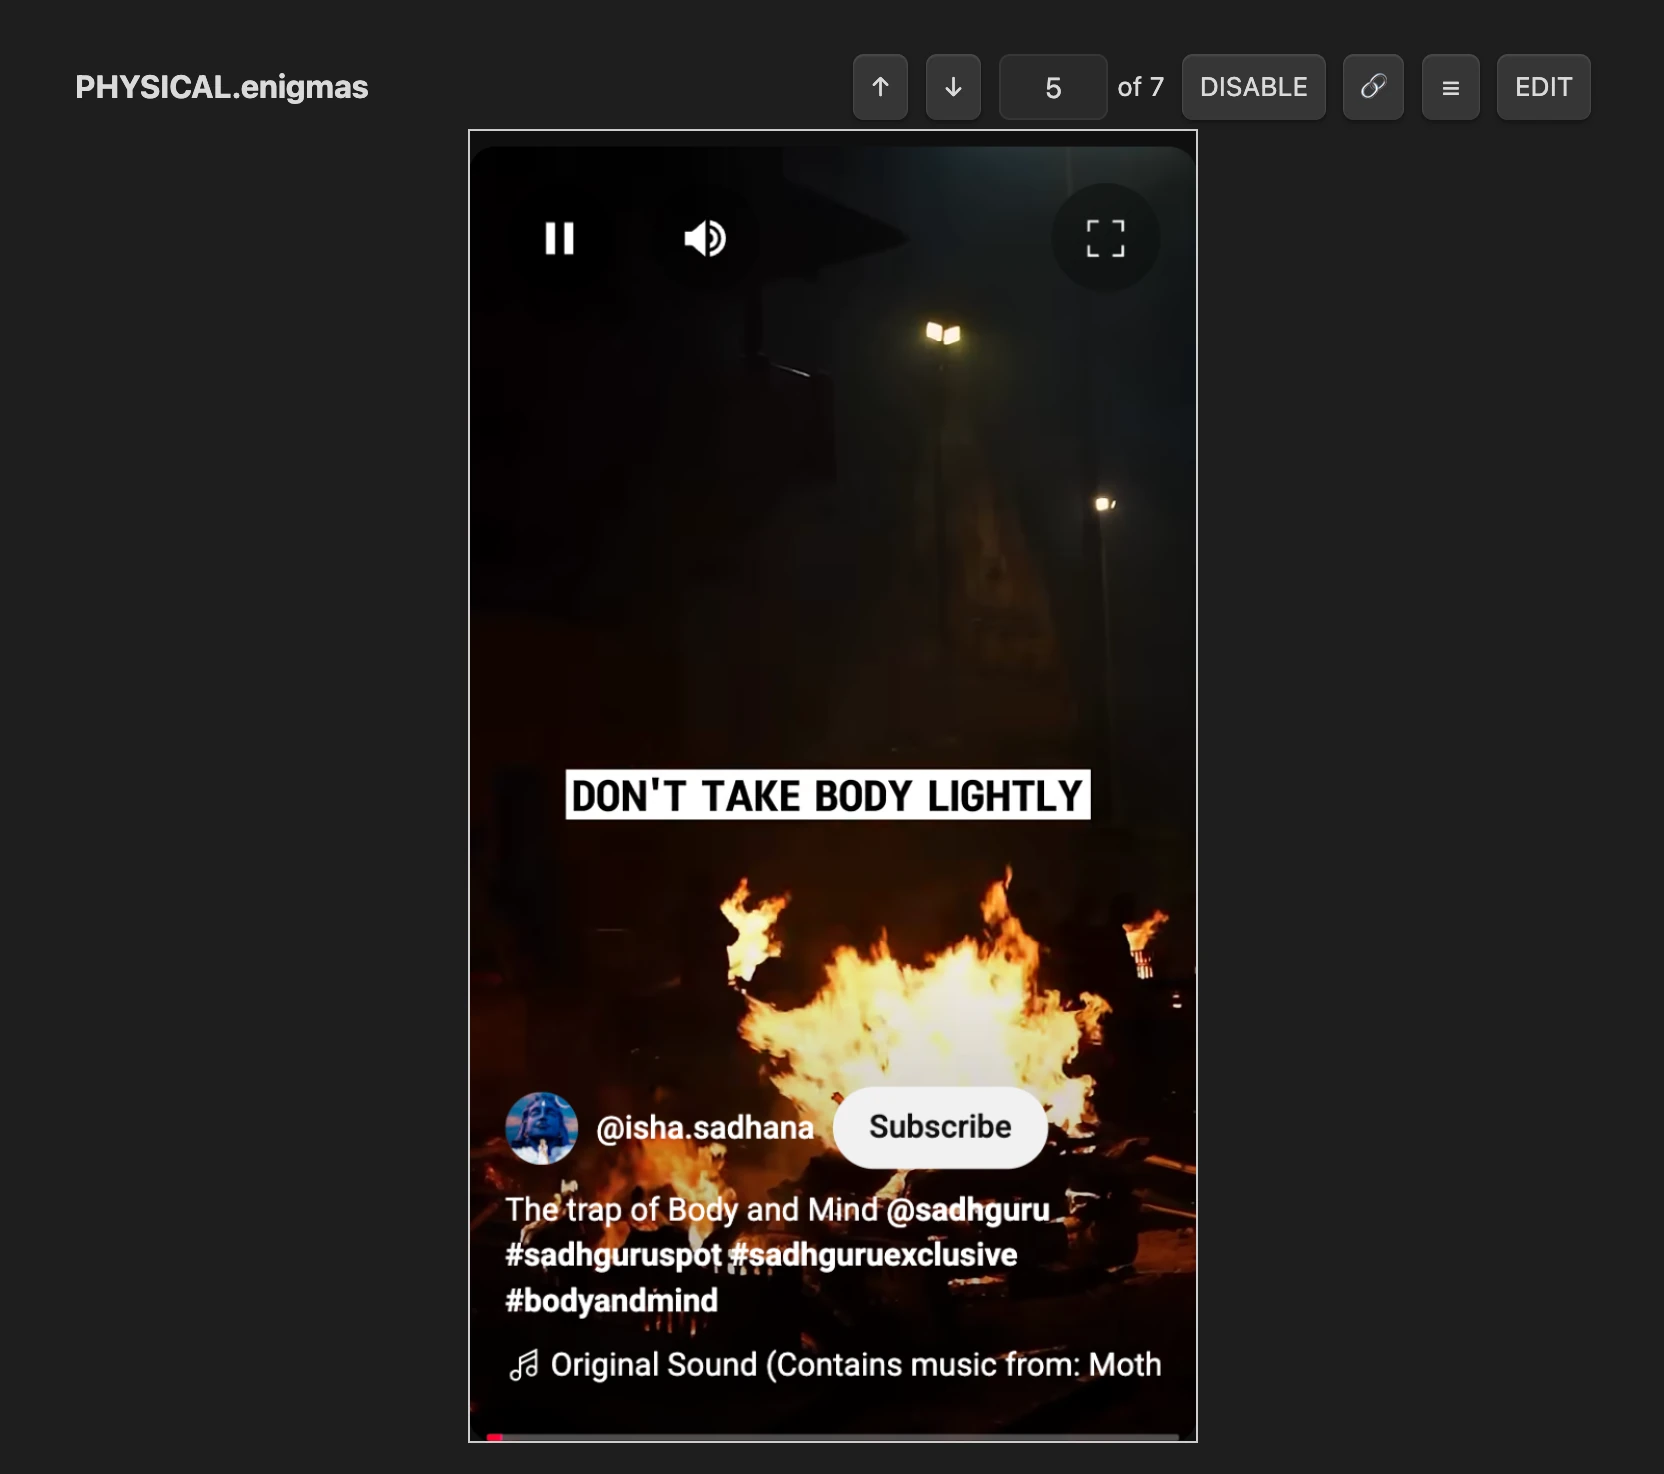 PHYSICAL.enigmas
↑ ↓ 5 of 7 DISABLE 🔗 ≡ EDIT
DON'T TAKE BODY LIGHTLY
@isha.sadhana Subscribe
The trap of Body and Mind @sadhguru
#sadhguruspot #sadhguruexclusive
#bodyandmind
Original Sound (Contains music from: Moth